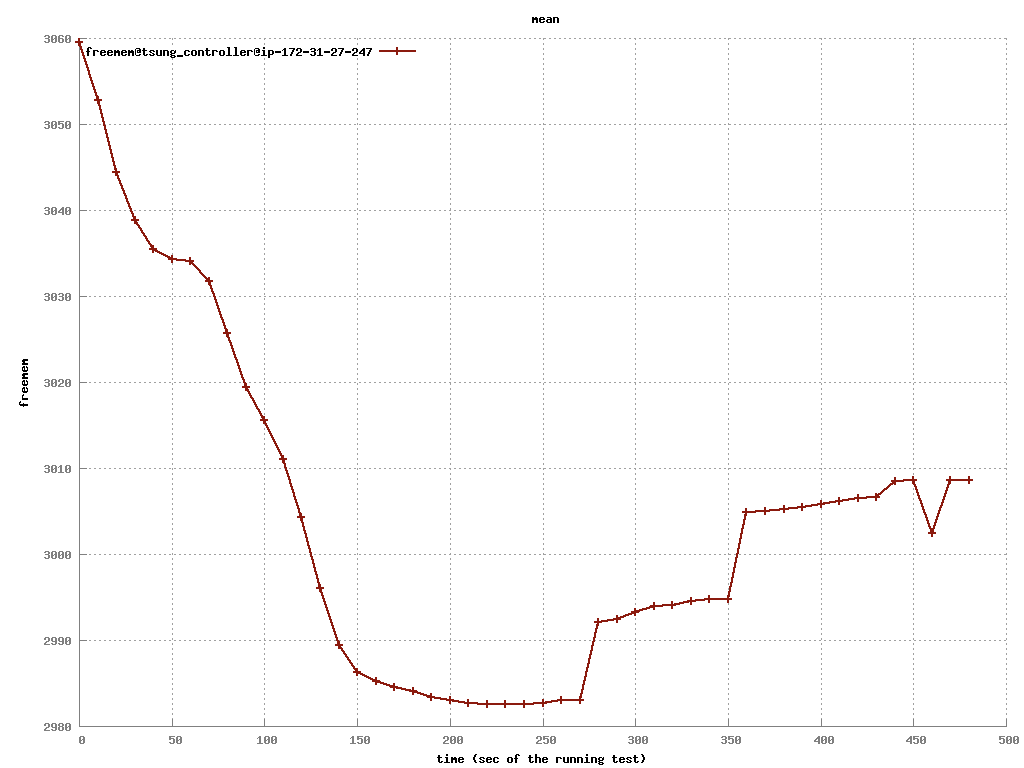 mean
freemem@tsung_controller@ip-172-31-27-247
3060
3050
3040
3030
3020
3010
3000
2990
2980
freemem
0 50 100 150 200 250 300 350 400 450 500
time (sec of the running test)